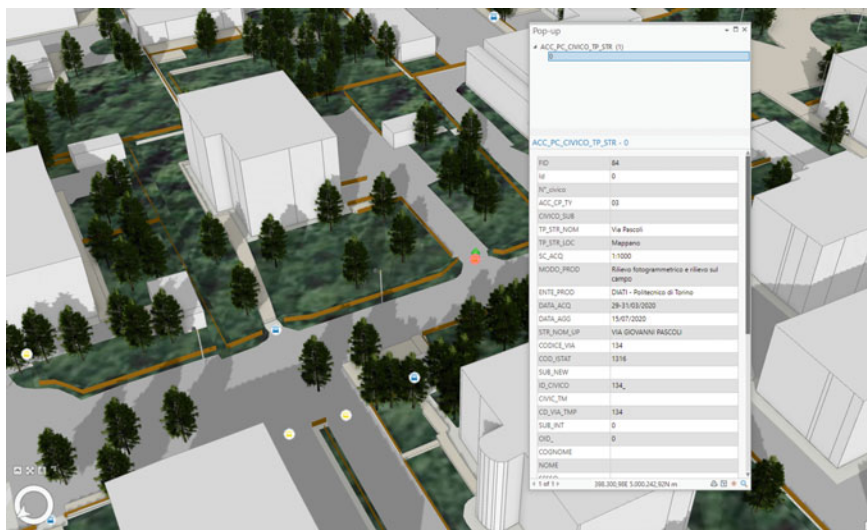 Pop-up
ACC_PC_CIVICO_TP_STR (1)
0
ACC_PC_CIVICO_TP_STR - 0
FID 84
Id 0
N°_civico
ACC_CP_TY 03
CIVICO_SUB
TP_STR_NOM Via Pascoli
TP_STR_LOC Mappano
SC_ACQ 1:1000
MODO_PROD Rilievo fotogrammetrico e rilievo sul
campo
ENTE_PROD DIATI - Politecnico di Torino
DATA_ACQ 29-31/03/2020
DATA_AGG 15/07/2020
STR_NOM_UP VIA GIOVANNI PASCOLI
CODICE_VIA 134
COD_ISTAT 1316
SUB_NEW
ID_CIVICO 134_
CIVIC_TM
CD_VIA_TMP 134
SUB_INT 0
OID_ 0
COGNOME
NOME
1 of 1
398.300,98E 5.000.242,92N m